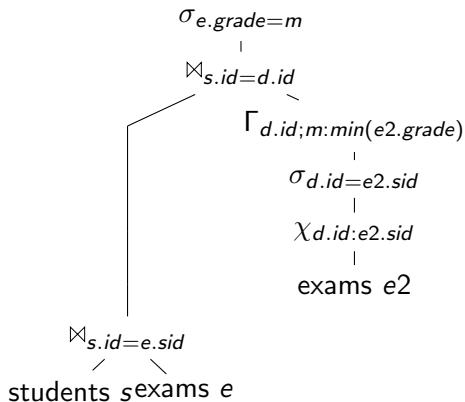 σe.grade=m
⋈s.id=d.id
Γd.id;m:min(e2.grade)
σd.id=e2.sid
χd.id:e2.sid
exams e2
⋈s.id=e.sid
students s exams e